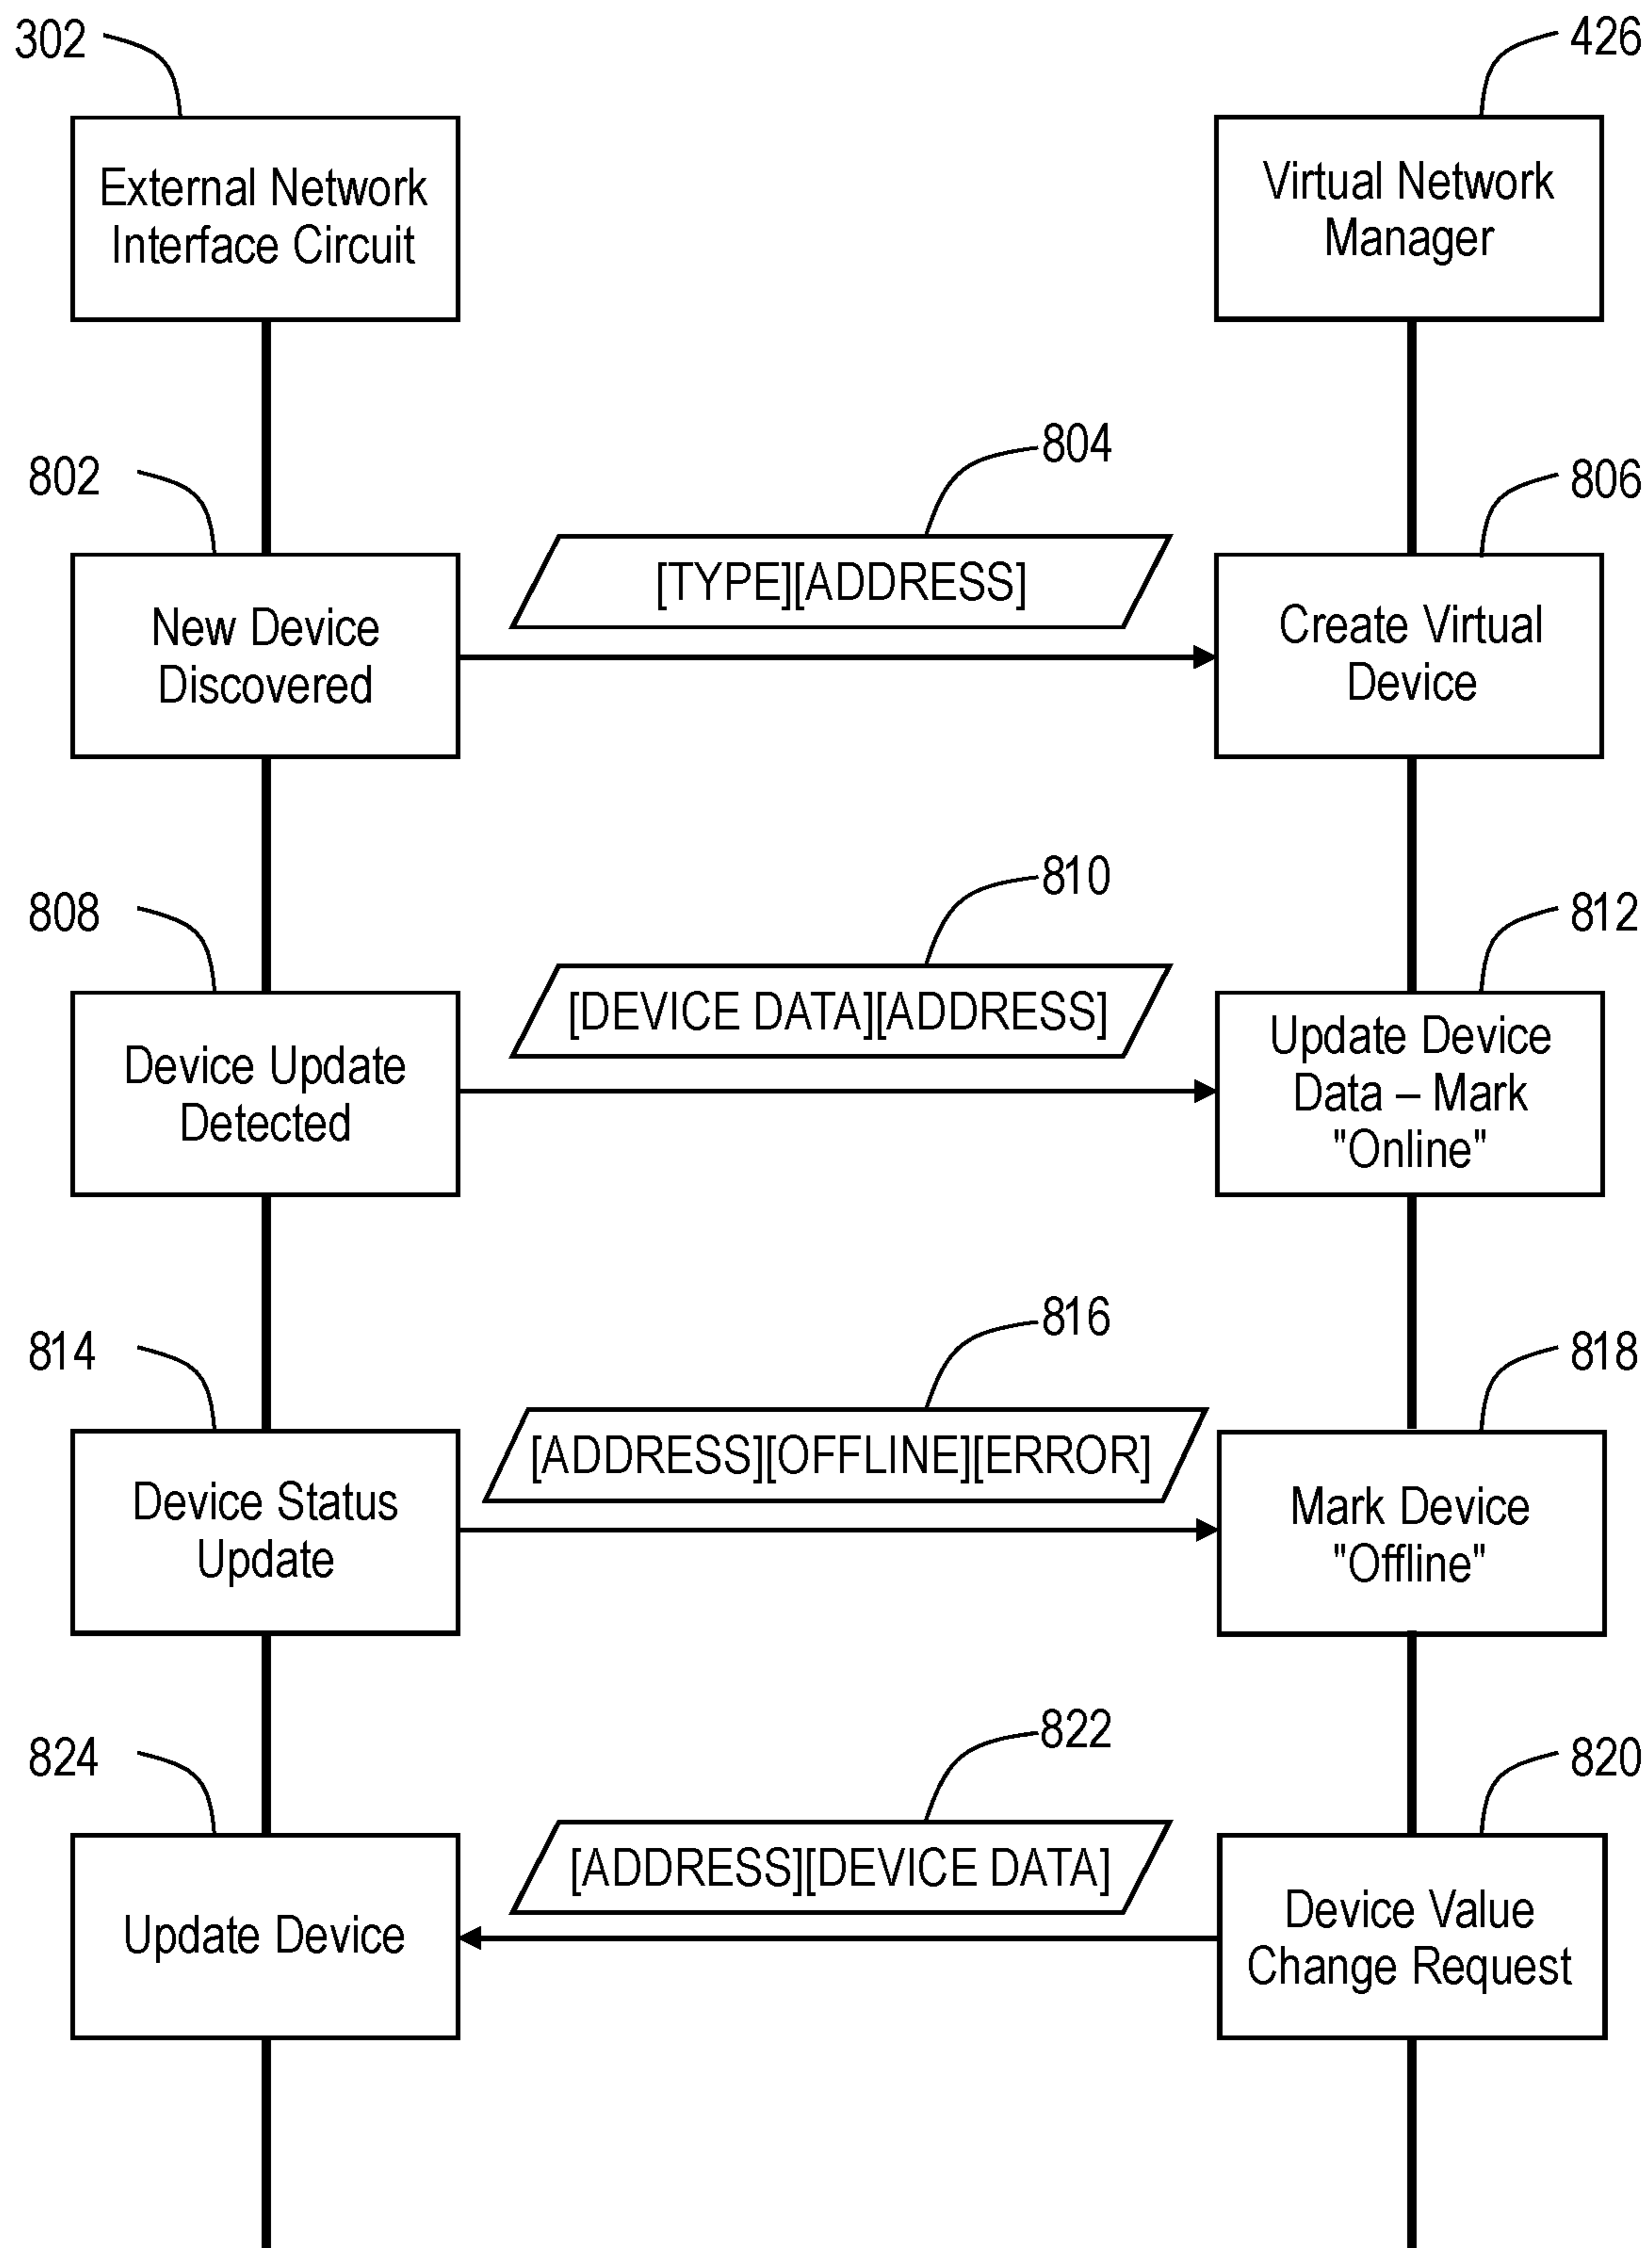 302
426
External Network
Interface Circuit
Virtual Network
Manager
802
804
806
New Device
Discovered
[TYPE][ADDRESS]
Create Virtual
Device
808
810
812
Device Update
Detected
[DEVICE DATA][ADDRESS]
Update Device
Data – Mark
"Online"
814
816
818
Device Status
Update
[ADDRESS][OFFLINE][ERROR]
Mark Device
"Offline"
824
822
820
Update Device
[ADDRESS][DEVICE DATA]
Device Value
Change Request